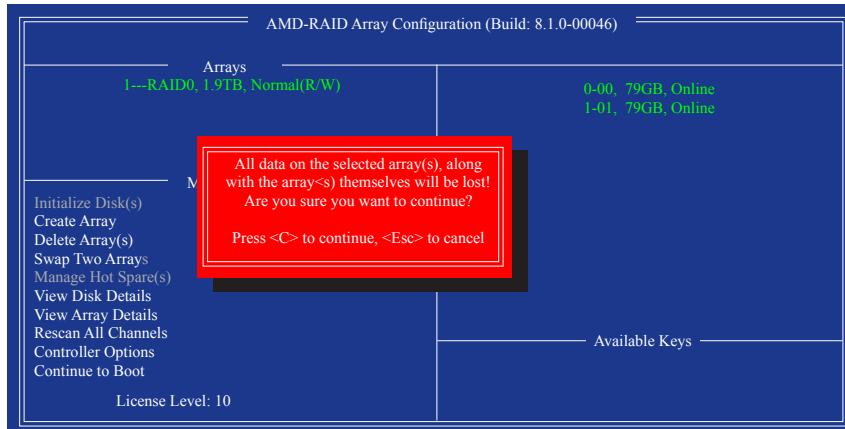 AMD-RAID Array Configuration (Build: 8.1.0-00046)
Arrays
1---RAID0, 1.9TB, Normal(R/W)
0-00, 79GB, Online
1-01, 79GB, Online
M
All data on the selected array(s), along
with the array<s) themselves will be lost!
Are you sure you want to continue?
Press <C> to continue, <Esc> to cancel
Initialize Disk(s)
Create Array
Delete Array(s)
Swap Two Arrays
Manage Hot Spare(s)
View Disk Details
View Array Details
Rescan All Channels
Controller Options
Continue to Boot
License Level: 10
Available Keys